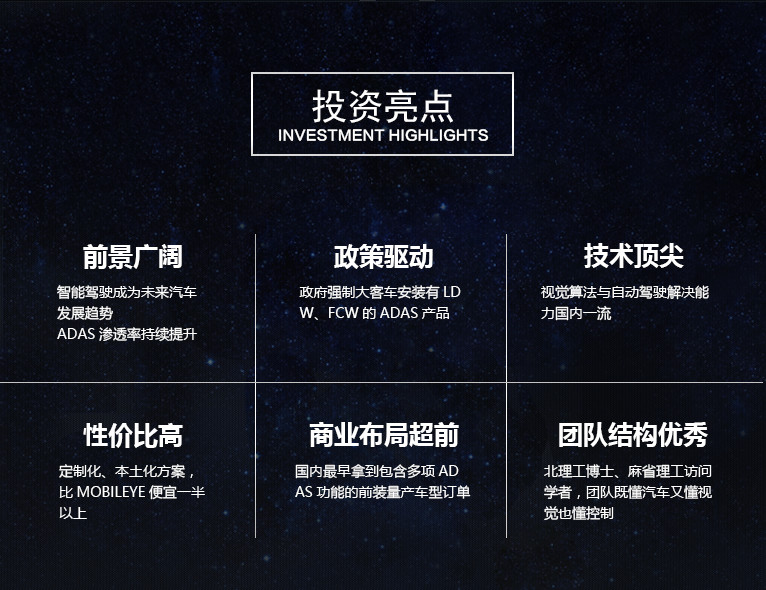 投资亮点
INVESTMENT HIGHLIGHTS
前景广阔
智能驾驶成为未来汽车
发展趋势
ADAS 渗透率持续提升
政策驱动
政府强制大客车安装有 LD
W、FCW 的 ADAS 产品
技术顶尖
视觉算法与自动驾驶解决能
力国内一流
性价比高
定制化、本土化方案，
比 MOBILEYE 便宜一半
以上
商业布局超前
国内最早拿到包含多项 AD
AS 功能的前装量产车型订单
团队结构优秀
北理工博士、麻省理工访问
学者，团队既懂汽车又懂视
觉也懂控制